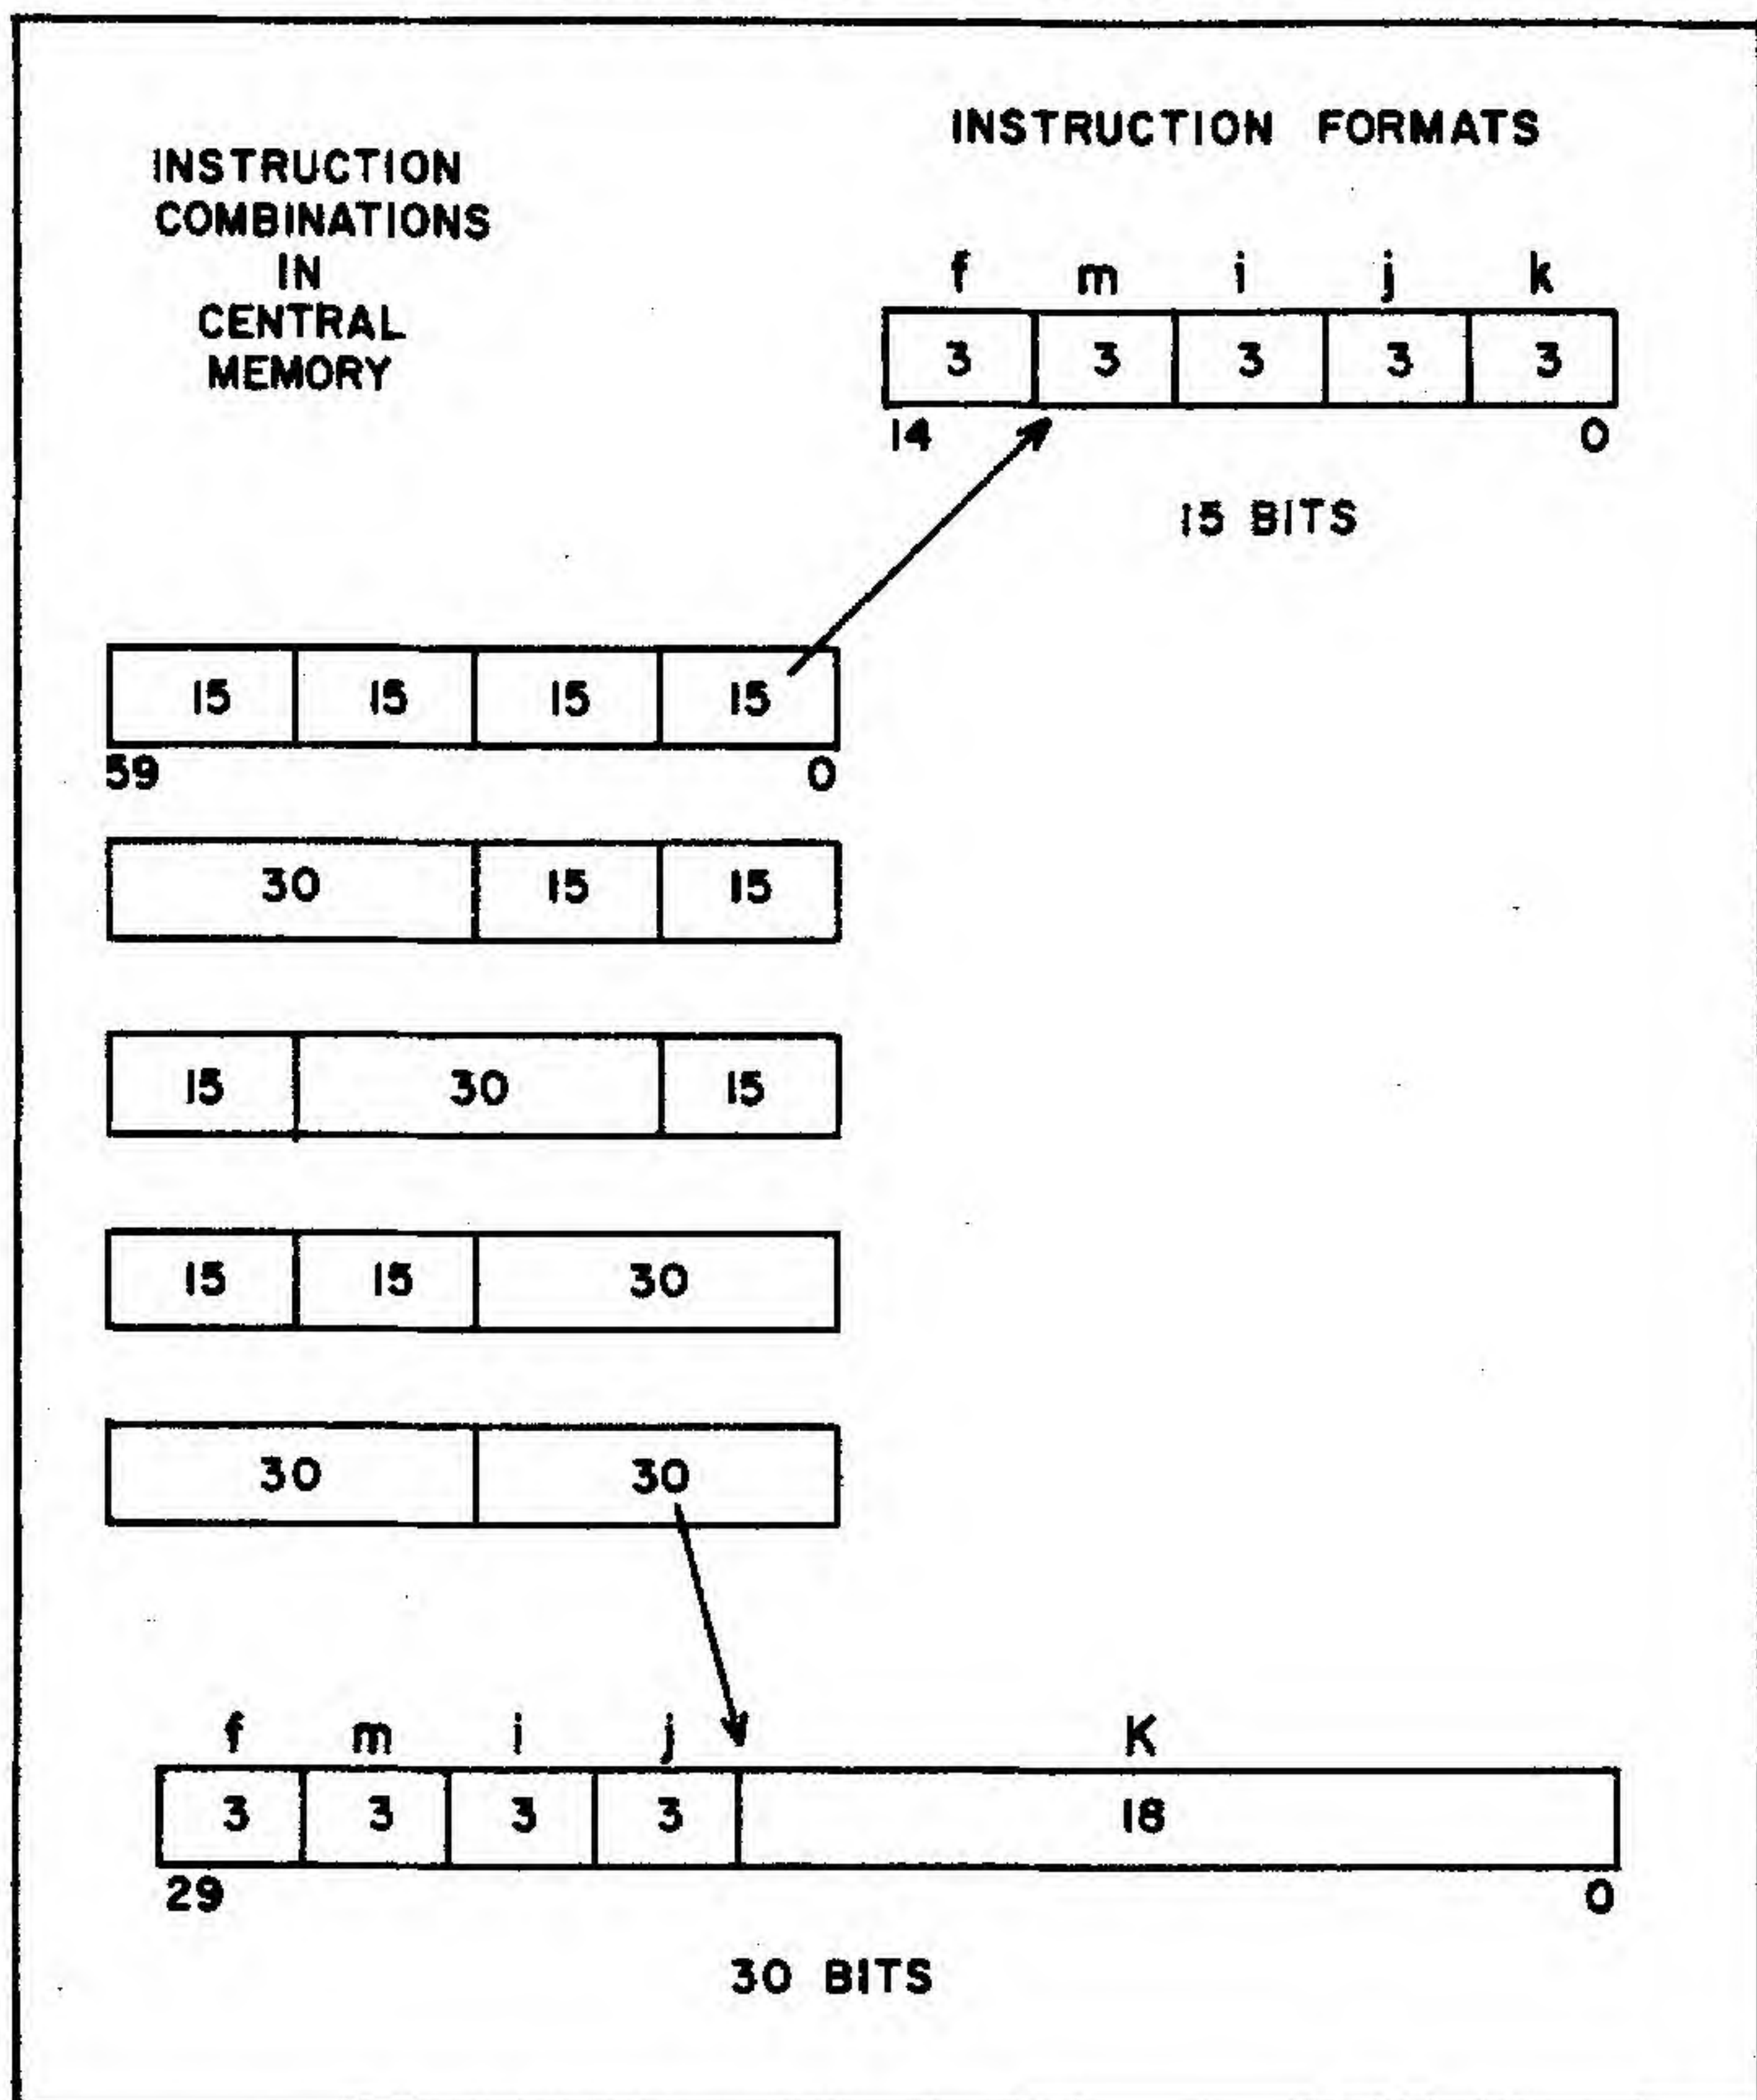 INSTRUCTION
COMBINATIONS
IN
CENTRAL
MEMORY
INSTRUCTION FORMATS
f m i j k
3 3 3 3 3
14 0
15 BITS
15 15 15 15
59 0
30 15 15
15 30 15
15 15 30
30 30
f m i j K
3 3 3 3 18
29 0
30 BITS